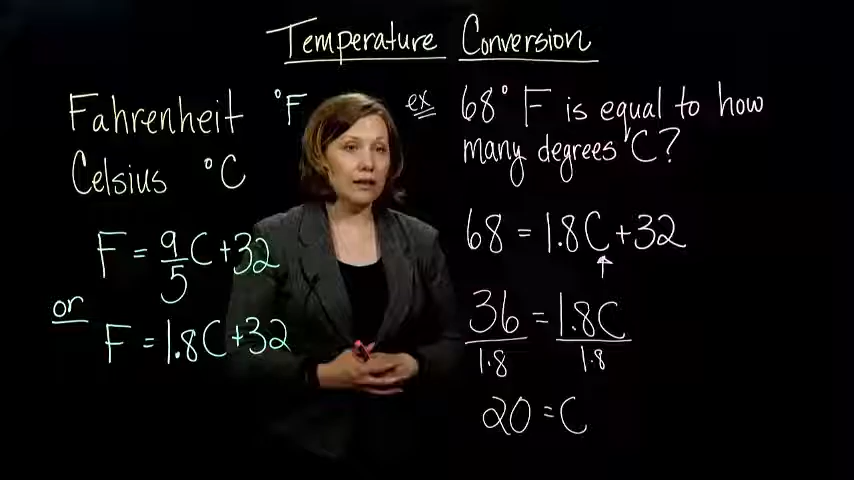 Temperature Conversion
Fahrenheit °F
Celsius °C
F = 9/5 C + 32
or
F = 1.8C + 32
ex 68° F is equal to how
many degrees °C?
68 = 1.8C + 32
36 = 1.8C
1.8 1.8
20 = C